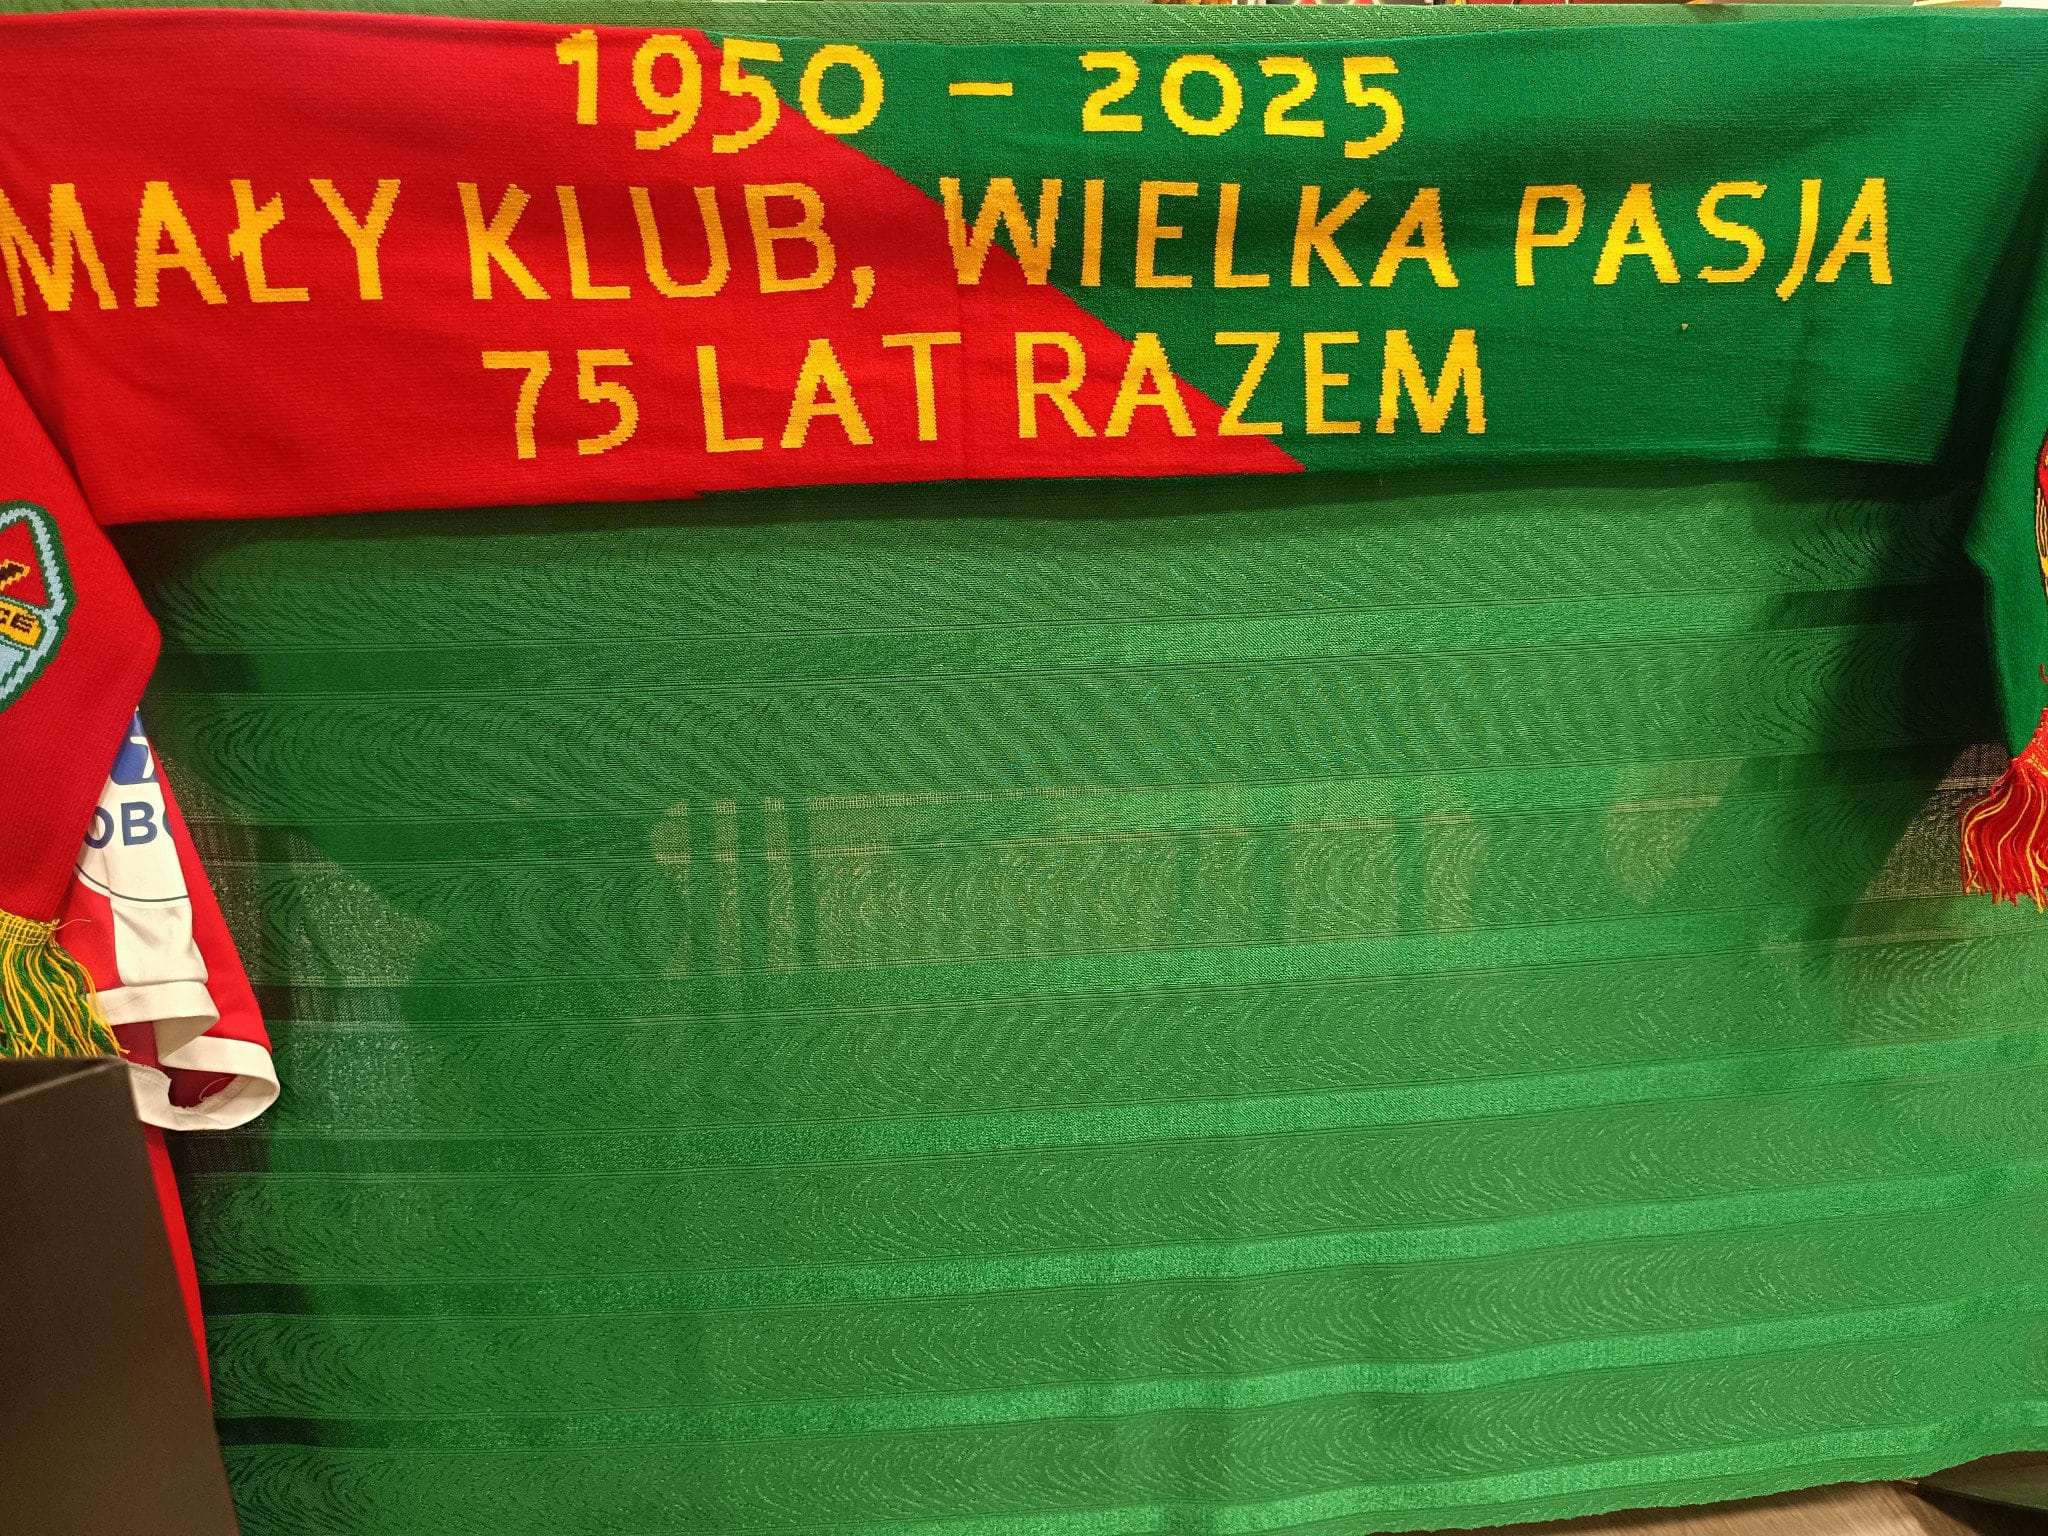 1950 - 2025
MAŁY KLUB, WIELKA PASJA
75 LAT RAZEM